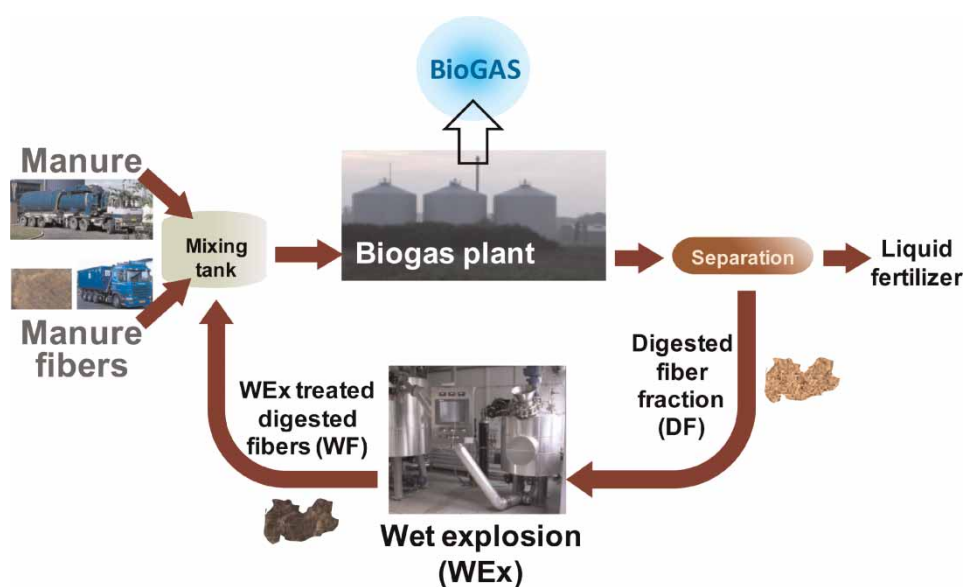 BioGAS
Manure
Mixing
tank
Biogas plant
Separation
Liquid
fertilizer
Manure
fibers
WEx treated
digested
fibers (WF)
Digested
fiber
fraction
(DF)
Wet explosion
(WEx)